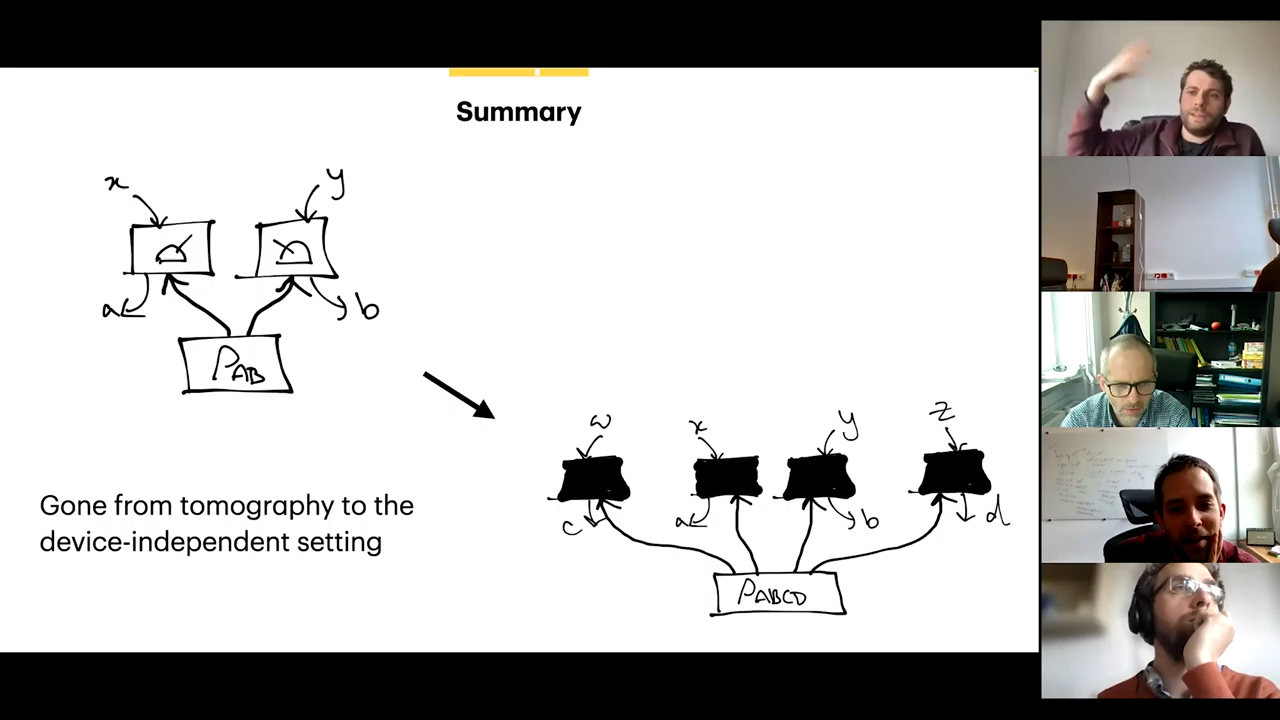 Summary
x
y
a
b
ρAB
Gone from tomography to the
device-independent setting
ω x y z
c a b d
ρABCD